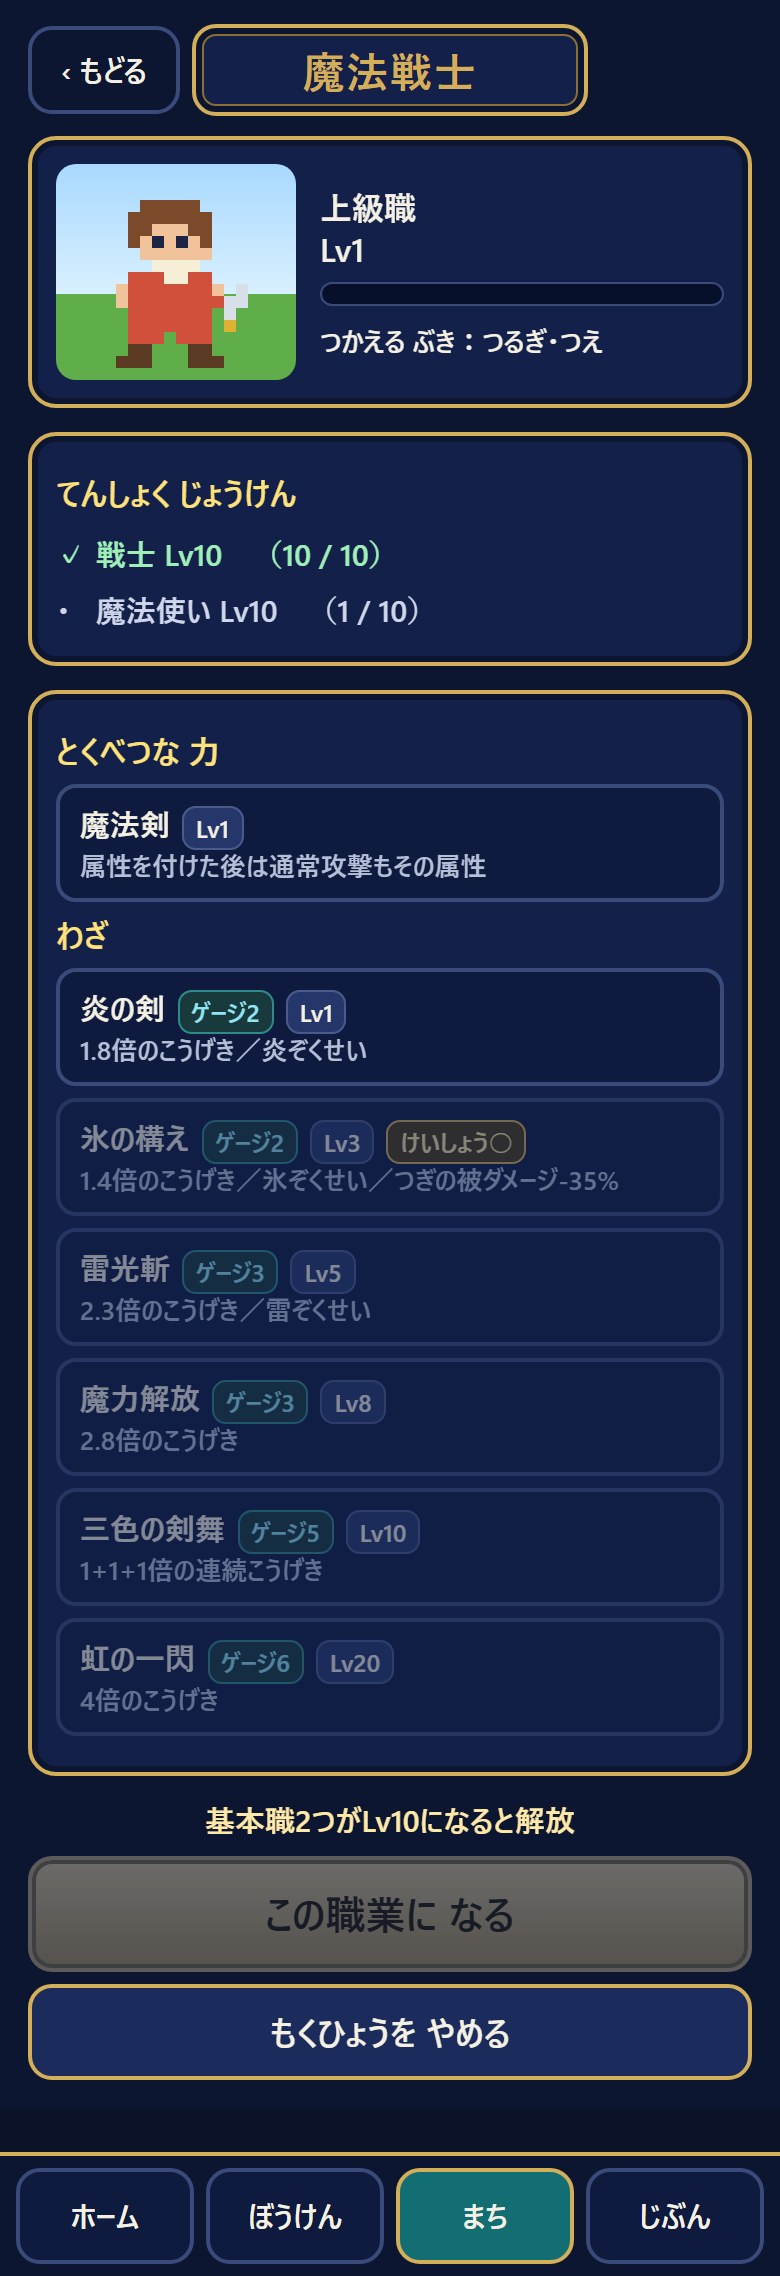 ‹ もどる
魔法戦士
上級職
Lv1
つかえる ぶき：つるぎ・つえ
てんしょく じょうけん
✓ 戦士 Lv10 （10 / 10）
・ 魔法使い Lv10 （1 / 10）
とくべつな 力
魔法剣 Lv1
属性を付けた後は通常攻撃もその属性
わざ
炎の剣 ゲージ2 Lv1
1.8倍のこうげき／炎ぞくせい
氷の構え ゲージ2 Lv3 けいしょう〇
1.4倍のこうげき／氷ぞくせい／つぎの被ダメージ-35%
雷光斬 ゲージ3 Lv5
2.3倍のこうげき／雷ぞくせい
魔力解放 ゲージ3 Lv8
2.8倍のこうげき
三色の剣舞 ゲージ5 Lv10
1+1+1倍の連続こうげき
虹の一閃 ゲージ6 Lv20
4倍のこうげき
基本職2つがLv10になると解放
この職業に なる
もくひょうを やめる
ホーム ぼうけん まち じぶん